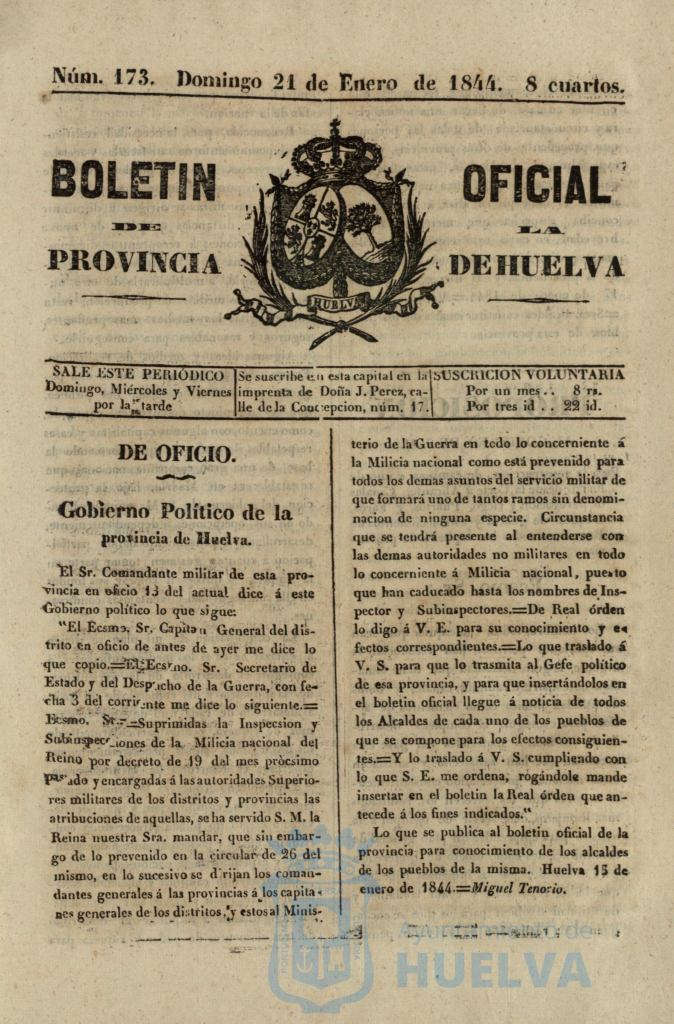 Núm. 173. Domingo 21 de Enero de 1844. 8 cuartos.
BOLETIN OFICIAL
DE LA
PROVINCIA DE HUELVA
HUELVA
SALE ESTE PERIÓDICO
Domingo, Miércoles y Viernes
por la tarde
Se suscribe en esta capital en la
imprenta de Doña J. Perez, ca-
lle de la Concepcion, núm. 17.
SUSCRICION VOLUNTARIA
Por un mes . . 8 rs.
Por tres id . . 22 id.
DE OFICIO.
Gobierno Político de la
provincia de Huelva.
El Sr. Comandante militar de esta pro-
vincia en oficio 13 del actual dice á este
Gobierno político lo que sigue:
"El Ecsmo. Sr. Capitan General del dis-
trito en oficio de antes de ayer me dice lo
que copio.=El Ecsmo. Sr. Secretario de
Estado y del Despacho de la Guerra, con fe-
cha 3 del corriente me dice lo siguiente.=
Ecsmo. Sr.=Suprimidas la Inspecsion y
Subinspecciones de la Milicia nacional del
Reino por decreto de 19 del mes prócsimo
pasado y encargadas á las autoridades Superio-
res militares de los distritos y provincias las
atribuciones de aquellas, se ha servido S. M. la
Reina nuestra Sra. mandar, que sin embar-
go de lo prevenido en la circular de 26 del
mismo, en lo sucesivo se dirijan los coman-
dantes generales á las provincias á los capita-
nes generales de los distritos, y estos al Minis-
terio de la Guerra en todo lo concerniente á
la Milicia nacional como está prevenido para
todos los demas asuntos del servicio militar de
que formará uno de tantos ramos sin denomi-
nacion de ninguna especie. Circunstancia
que se tendrá presente al entenderse con
las demas autoridades no militares en todo
lo concerniente á Milicia nacional, puesto
que han caducado hasta los nombres de Ins-
pector y Subinspectores.=De Real órden
lo digo á V. E. para su conocimiento y e-
fectos correspondientes.=Lo que traslado á
V. S. para que lo trasmita al Gefe político
de esa provincia, y para que insertándolos en
el boletin oficial llegue á noticia de todos
los Alcaldes de cada uno de los pueblos de
que se compone para los efectos consiguien-
tes.=Y lo traslado á V. S. cumpliendo con
lo que S. E. me ordena, rogándole mande
insertar en el boletin la Real órden que an-
tecede á los fines indicados."
Lo que se publica al boletin oficial de la
provincia para conocimiento de los alcaldes
de los pueblos de la misma. Huelva 15 de
enero de 1844.=Miguel Tenorio.
Ayuntamiento de
HUELVA